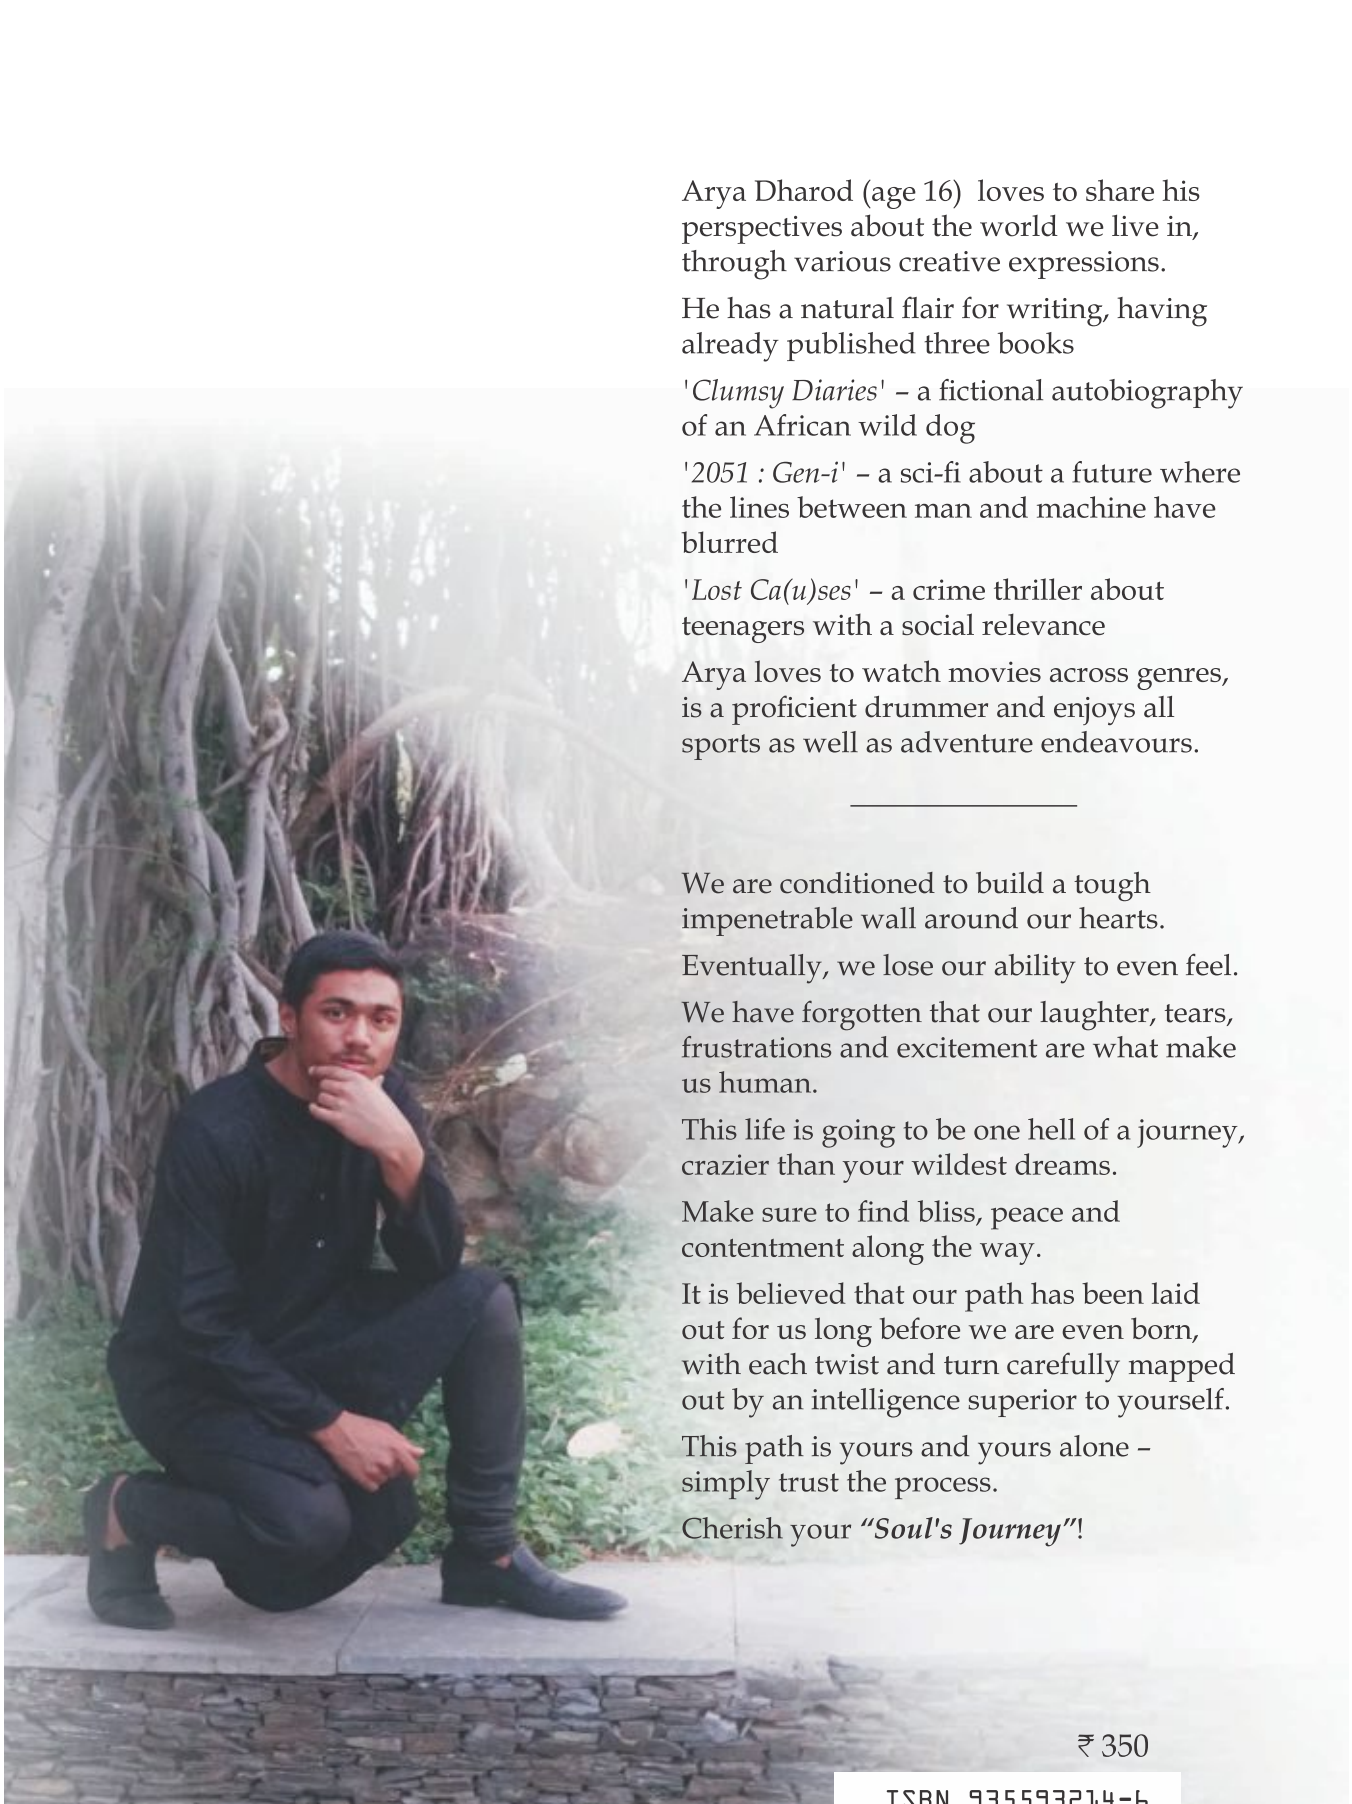 Arya Dharod (age 16)  loves to share his
perspectives about the world we live in,
through various creative expressions.
He has a natural flair for writing, having
already published three books
'Clumsy Diaries' – a fictional autobiography
of an African wild dog
'2051 : Gen-i' – a sci-fi about a future where
the lines between man and machine have
blurred
'Lost Ca(u)ses' – a crime thriller about
teenagers with a social relevance
Arya loves to watch movies across genres,
is a proficient drummer and enjoys all
sports as well as adventure endeavours.
We are conditioned to build a tough
impenetrable wall around our hearts.
Eventually, we lose our ability to even feel.
We have forgotten that our laughter, tears,
frustrations and excitement are what make
us human.
This life is going to be one hell of a journey,
crazier than your wildest dreams.
Make sure to find bliss, peace and
contentment along the way.
It is believed that our path has been laid
out for us long before we are even born,
with each twist and turn carefully mapped
out by an intelligence superior to yourself.
This path is yours and yours alone –
simply trust the process.
Cherish your “Soul's Journey”!
₹ 350
ISBN 935593214-6